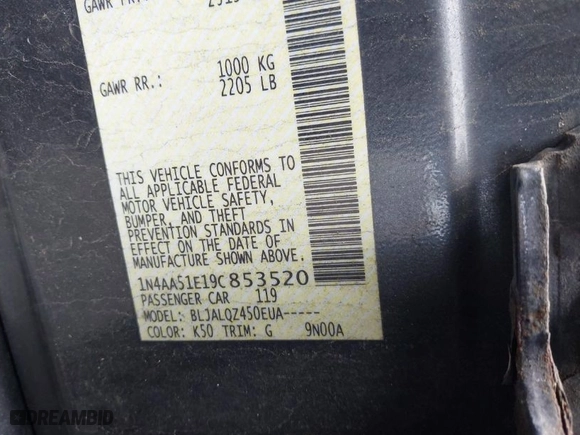 GAWR RR.: 1000 KG
2205 LB
THIS VEHICLE CONFORMS TO
ALL APPLICABLE FEDERAL
MOTOR VEHICLE SAFETY,
BUMPER, AND THEFT
PREVENTION STANDARDS IN
EFFECT ON THE DATE OF
MANUFACTURE SHOWN ABOVE.
1N4AA51E19C853520
PASSENGER CAR 119
MODEL: BLJALQZ450EUA-----
COLOR: K50 TRIM: G 9N00A
DREAMBID